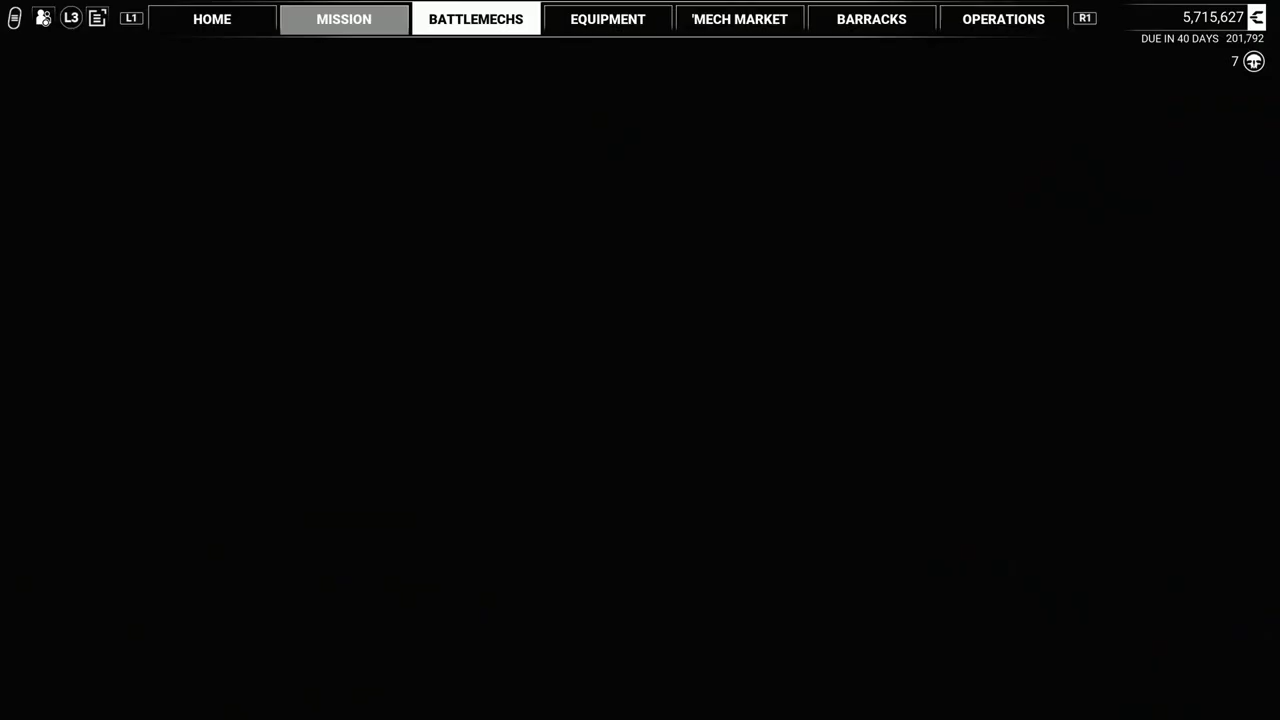 L3 L1 HOME MISSION BATTLEMECHS EQUIPMENT 'MECH MARKET BARRACKS OPERATIONS R1 5,715,627
DUE IN 40 DAYS 201,792
7